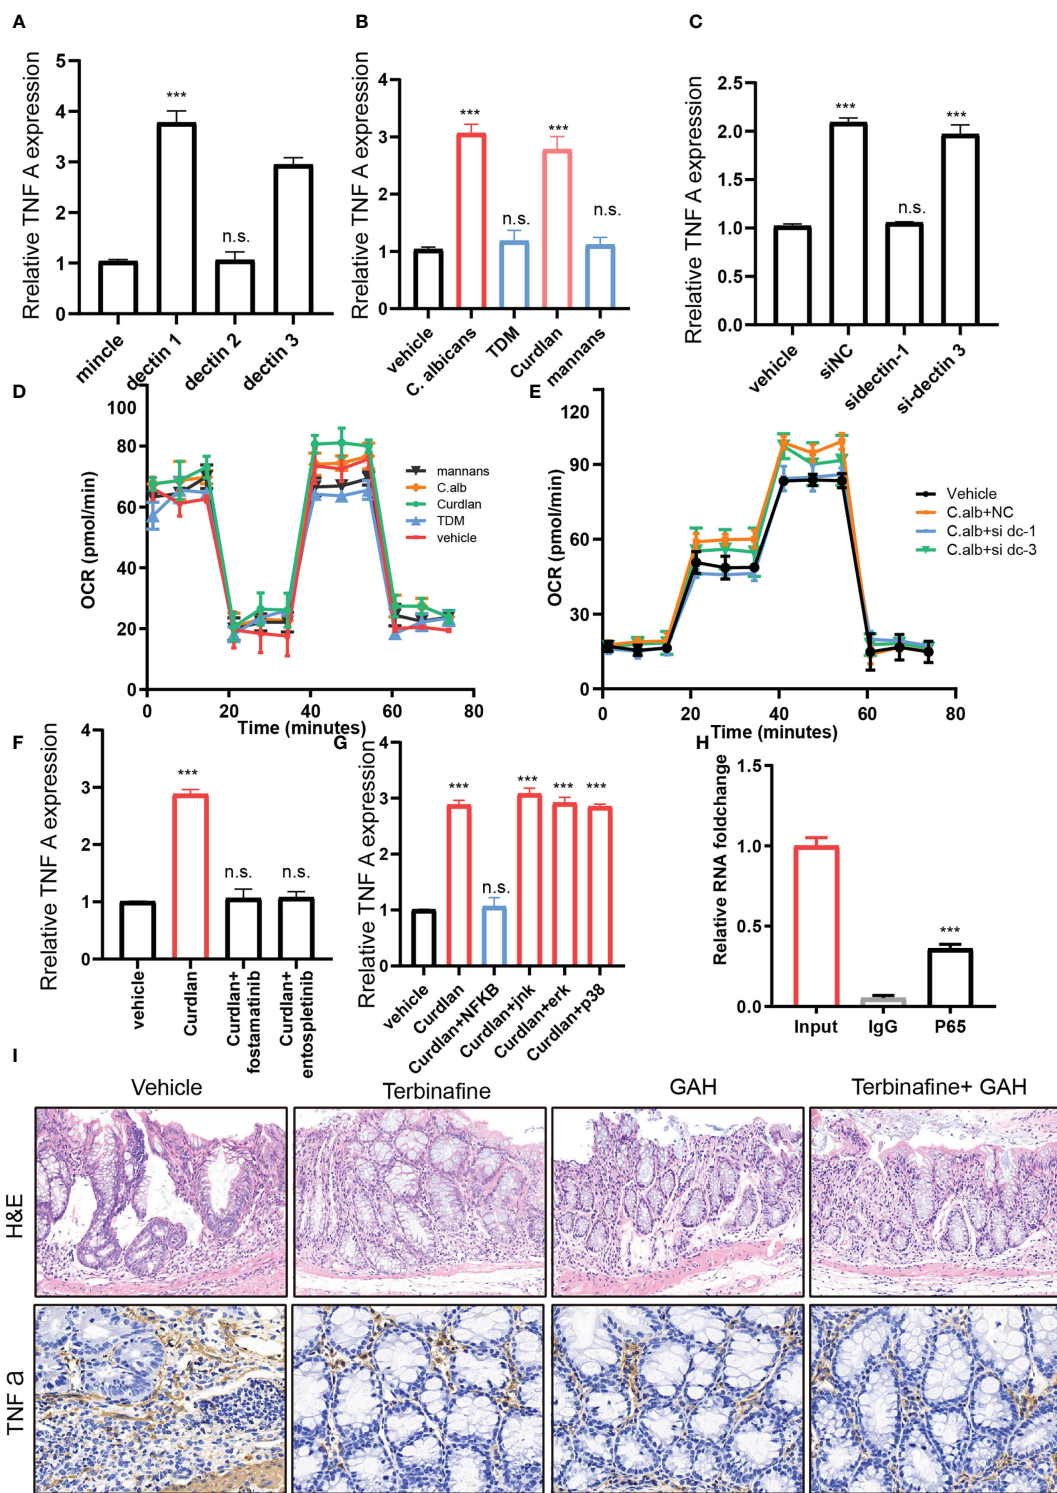 A
Rrelative TNF A expression
5
4
3
2
1
0
***
n.s.
mincle
dectin 1
dectin 2
dectin 3
B
Rrelative TNF A expression
4
3
2
1
0
***
n.s.
***
n.s.
vehicle
C. albicans
TDM
Curdlan
mannans
C
Rrelative TNF A expression
2.5
2.0
1.5
1.0
0.5
0.0
***
n.s.
***
vehicle
siNC
sidectin-1
si-dectin 3
D
OCR (pmol/min)
100
80
60
40
20
0
0 20 40 60 80
Time (minutes)
mannans
C.alb
Curdlan
TDM
vehicle
E
OCR (pmol/min)
120
90
60
30
0
0 20 40 60 80
Time (minutes)
Vehicle
C.alb+NC
C.alb+si dc-1
C.alb+si dc-3
F
Rrelative TNF A expression
4
3
2
1
0
***
n.s.
n.s.
vehicle
Curdlan
Curdlan+
fostamatinib
Curdlan+
entospletinib
G
Rrelative TNF A expression
4
3
2
1
0
***
n.s.
***
***
***
vehicle
Curdlan
Curdlan+NFKB
Curdlan+jnk
Curdlan+erk
Curdlan+p38
H
Relative RNA foldchange
1.5
1.0
0.5
0.0
***
Input IgG P65
I
Vehicle Terbinafine GAH Terbinafine+ GAH
H&E
TNF a